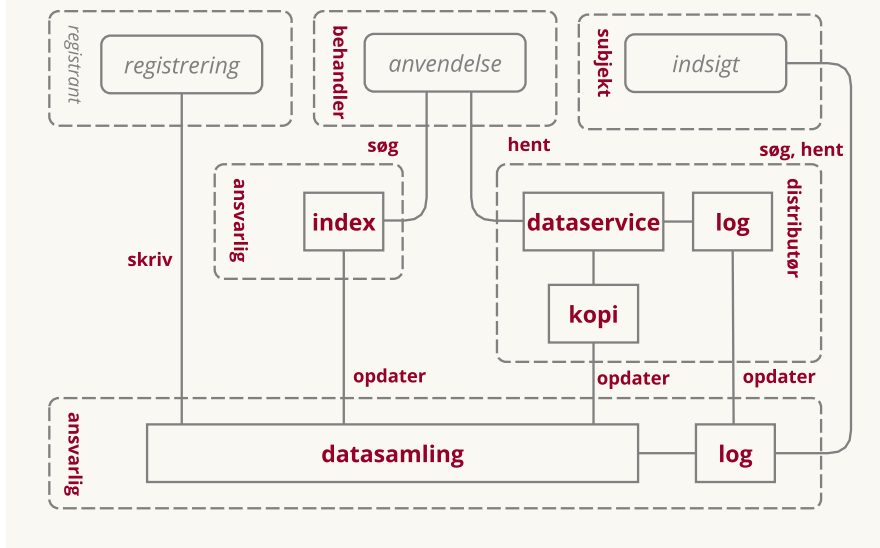 registrant
registrering
behandler
anvendelse
subjekt
indsigt
søg
hent
søg, hent
ansvarlig
index
dataservice
log
distributør
skriv
kopi
opdater
opdater
opdater
ansvarlig
datasamling
log